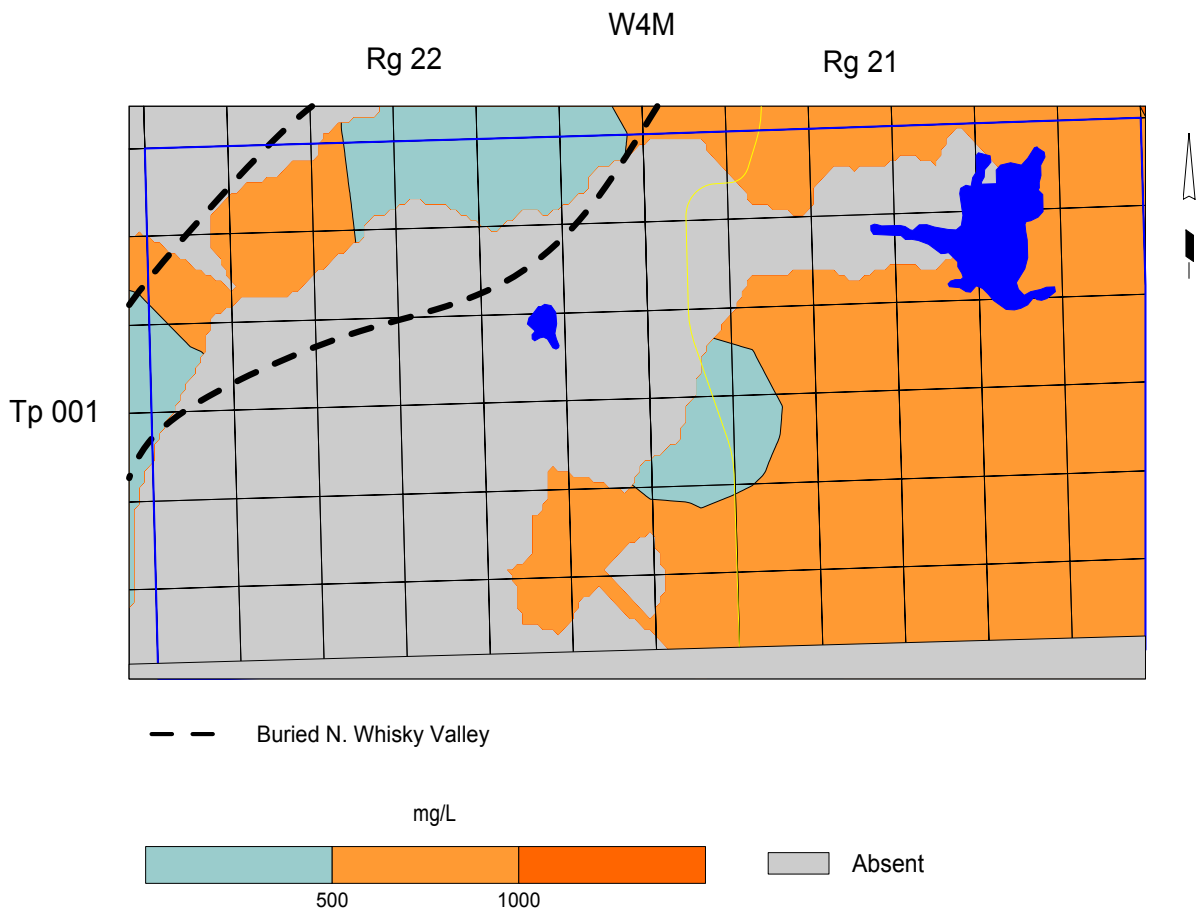 W4M
Rg 22
Rg 21
Tp 001
Buried N. Whisky Valley
mg/L
500
1000
Absent